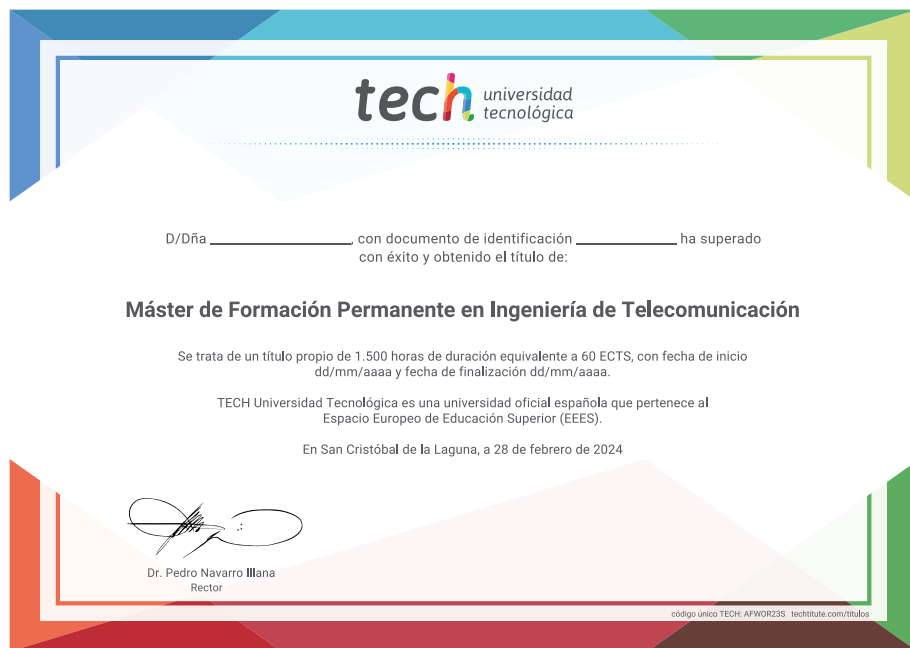 tech universidad
tecnológica
D/Dña ______________, con documento de identificación __________ ha superado
con éxito y obtenido el título de:
Máster de Formación Permanente en Ingeniería de Telecomunicación
Se trata de un título propio de 1.500 horas de duración equivalente a 60 ECTS, con fecha de inicio
dd/mm/aaaa y fecha de finalización dd/mm/aaaa.
TECH Universidad Tecnológica es una universidad oficial española que pertenece al
Espacio Europeo de Educación Superior (EEES).
En San Cristóbal de la Laguna, a 28 de febrero de 2024
Dr. Pedro Navarro Illana
Rector
código único TECH: AFWOR23S techtitute.com/titulos